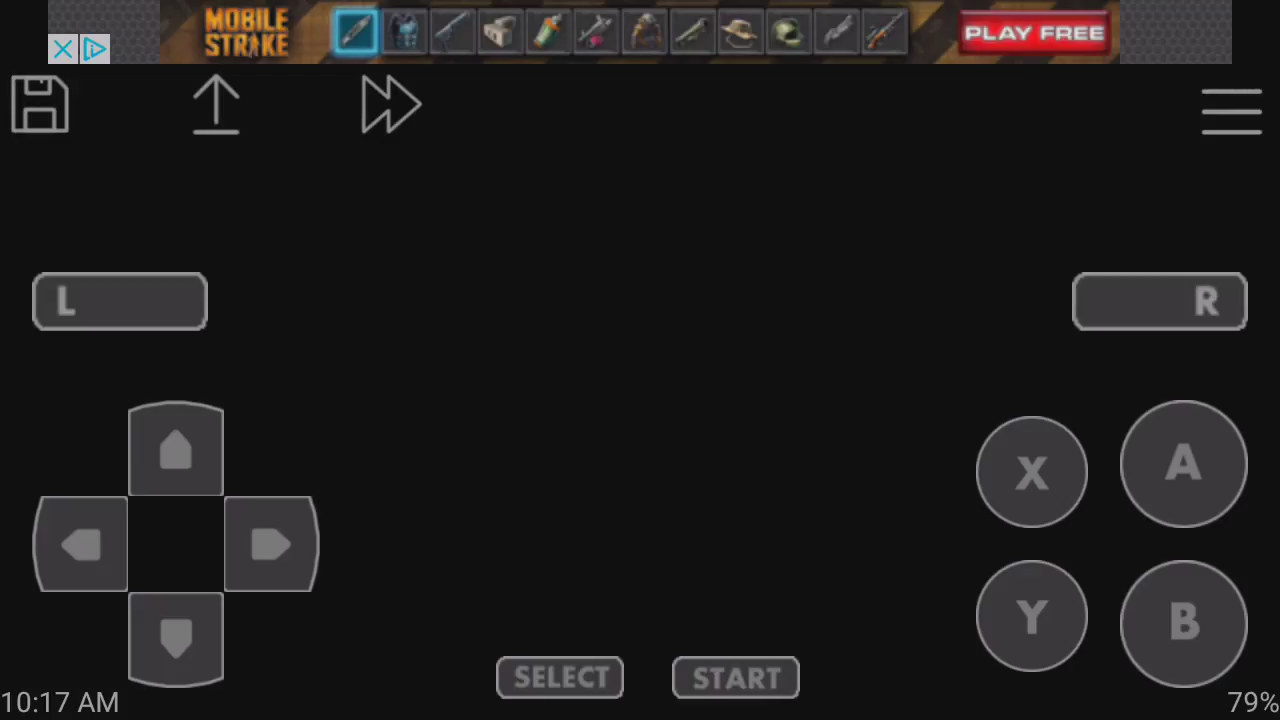 MOBILE
STRIKE
PLAY FREE
L
R
X
A
Y
B
SELECT
START
10:17 AM
79%